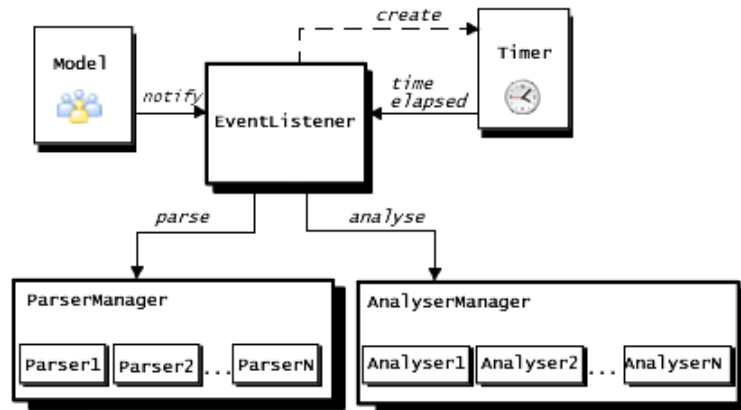 create
Model
Timer
notify
time
elapsed
EventListener
parse
analyse
ParserManager
AnalyserManager
Parser1
Parser2
...
ParserN
Analyser1
Analyser2
...
AnalyserN